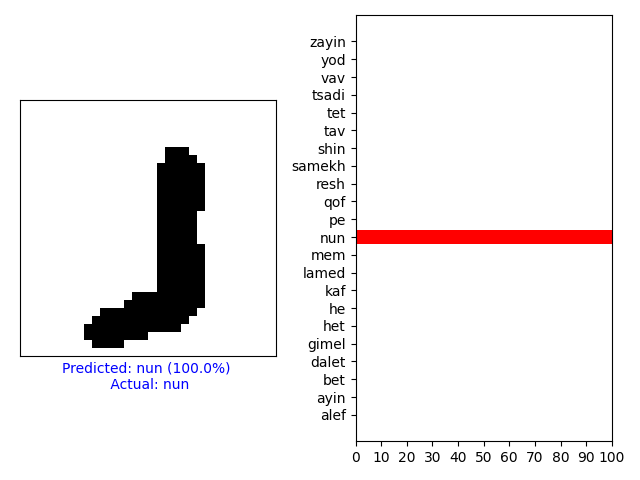 נ
Predicted: nun (100.0%)
Actual: nun
zayin
yod
vav
tsadi
tet
tav
shin
samekh
resh
qof
pe
nun
mem
lamed
kaf
he
het
gimel
dalet
bet
ayin
alef
0 10 20 30 40 50 60 70 80 90 100